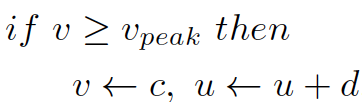 if v ≥ v_peak then
v ← c, u ← u + d